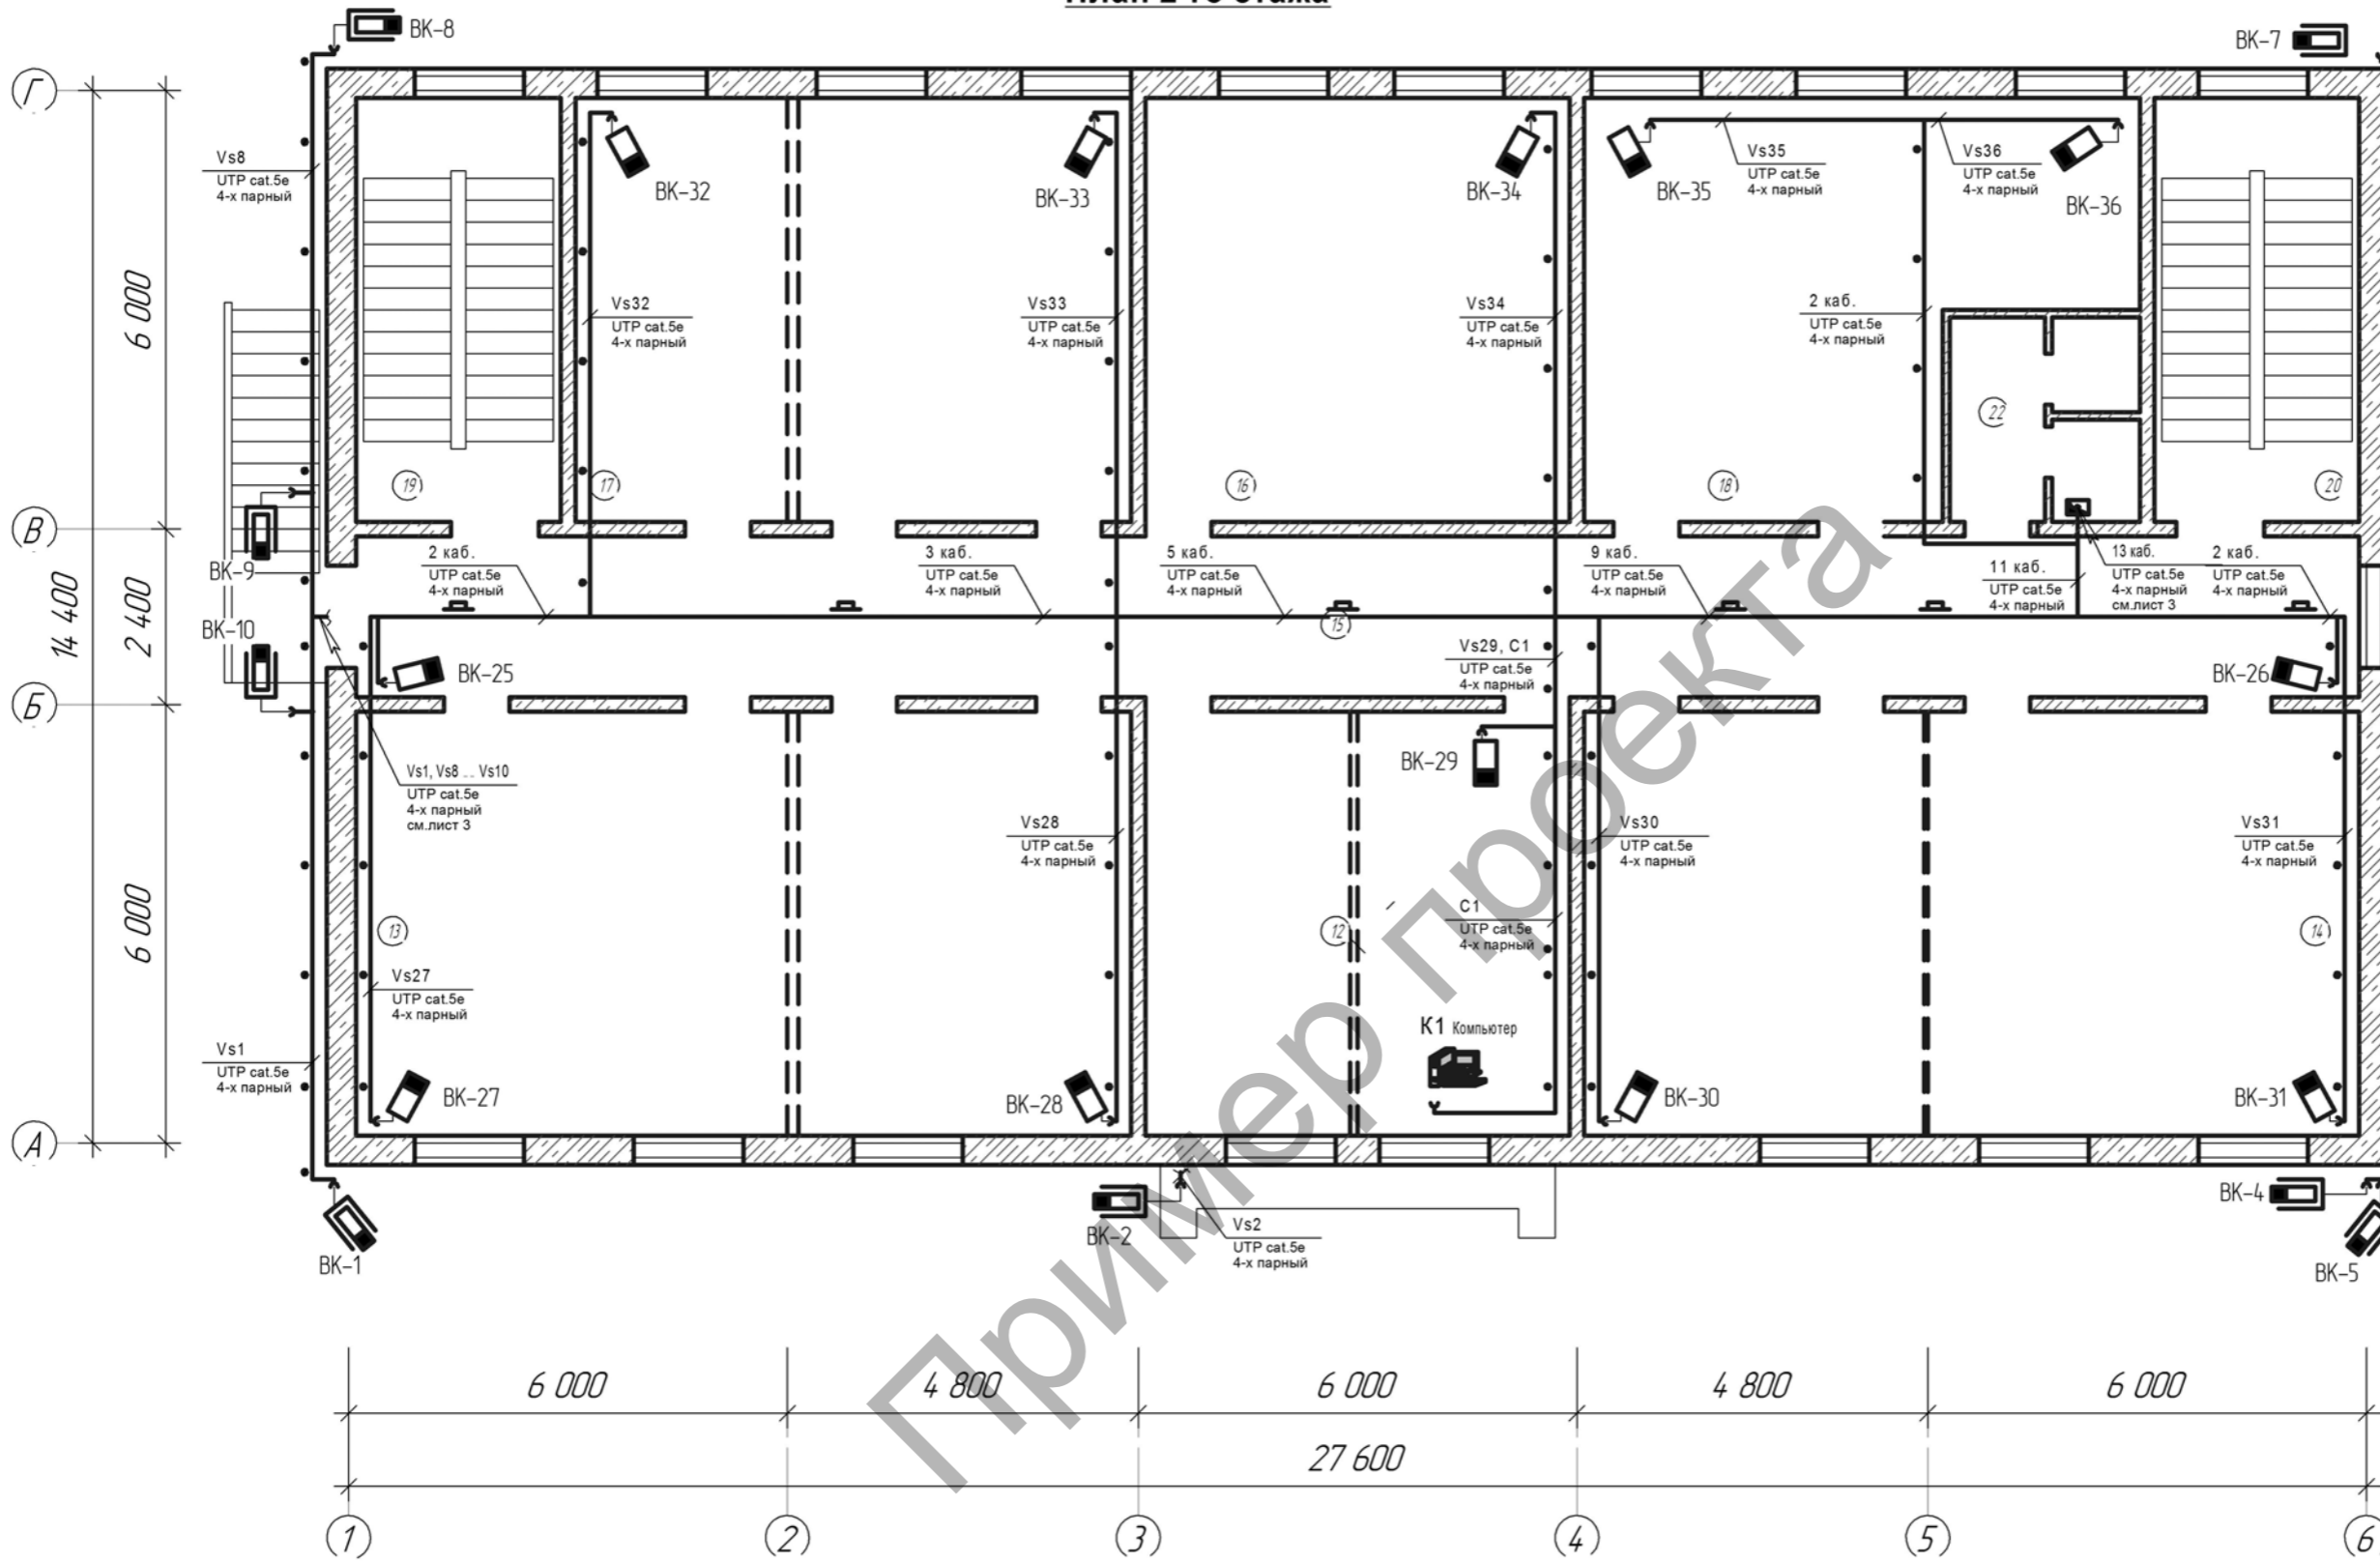 План 2-го этажа
ВК-8
ВК-7
Г
Vs8
UTP cat.5e
4-х парный
ВК-32
ВК-33
ВК-34
ВК-35
Vs35
UTP cat.5e
4-х парный
Vs36
UTP cat.5e
4-х парный
ВК-36
6 000
Vs32
UTP cat.5e
4-х парный
Vs33
UTP cat.5e
4-х парный
Vs34
UTP cat.5e
4-х парный
2 каб.
UTP cat.5e
4-х парный
22
19
17
16
18
20
В
ВК-9
2 каб.
UTP cat.5e
4-х парный
3 каб.
UTP cat.5e
4-х парный
5 каб.
UTP cat.5e
4-х парный
9 каб.
UTP cat.5e
4-х парный
11 каб.
UTP cat.5e
4-х парный
13 каб.
UTP cat.5e
4-х парный
см.лист 3
2 каб.
UTP cat.5e
4-х парный
14 400
2 400
ВК-10
15
ВК-25
Vs29, C1
UTP cat.5e
4-х парный
ВК-26
Б
Vs1, Vs8 ... Vs10
UTP cat.5e
4-х парный
см.лист 3
ВК-29
Vs28
UTP cat.5e
4-х парный
Vs30
UTP cat.5e
4-х парный
Vs31
UTP cat.5e
4-х парный
6 000
13
12
C1
UTP cat.5e
4-х парный
14
Vs27
UTP cat.5e
4-х парный
К1 Компьютер
Vs1
UTP cat.5e
4-х парный
ВК-27
ВК-28
ВК-30
ВК-31
А
ВК-1
ВК-2
Vs2
UTP cat.5e
4-х парный
ВК-4
ВК-5
Пример проекта
6 000
4 800
6 000
4 800
6 000
27 600
1
2
3
4
5
6